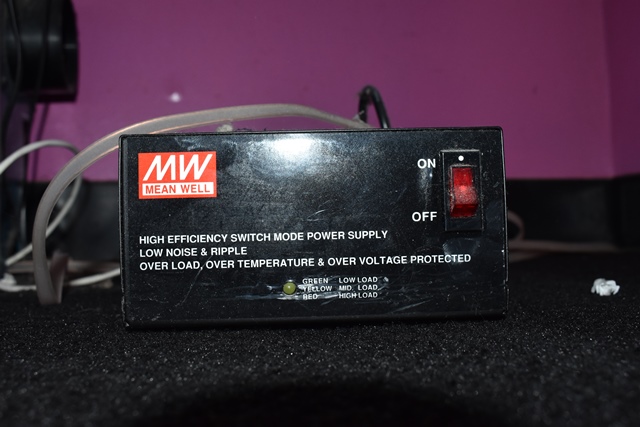 MW
MEAN WELL
ON
OFF
HIGH EFFICIENCY SWITCH MODE POWER SUPPLY
LOW NOISE & RIPPLE
OVER LOAD, OVER TEMPERATURE & OVER VOLTAGE PROTECTED
GREEN LOW LOAD
YELLOW MID. LOAD
RED HIGH LOAD